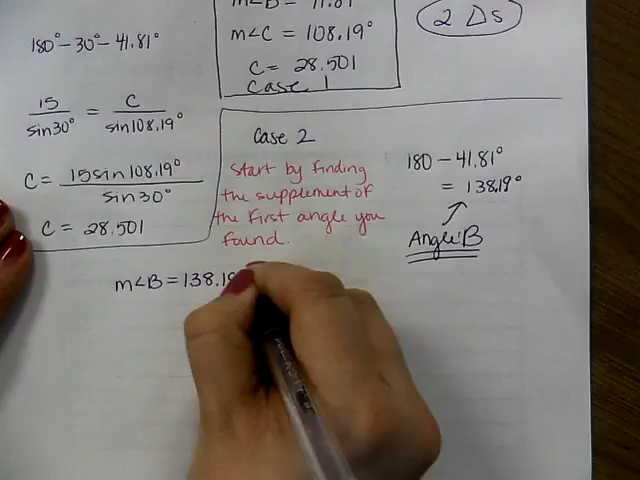 180° - 30° - 41.81°
15/sin30° = C/sin108.19°
C = 15sin108.19°/sin30°
C = 28.501
m∠C = 108.19°
C = 28.501
Case 1
2 △s
Case 2
Start by finding
the supplement of
the first angle you
found.
180 - 41.81°
= 138.19°
Angle B
m∠B = 138.19